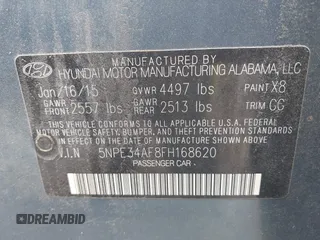 MANUFACTURED BY
HYUNDAI MOTOR MANUFACTURING ALABAMA, LLC
Jan/16/15 GVWR 4497 lbs PAINT X8
GAWR FRONT 2557 lbs GAWR REAR 2513 lbs TRIM CG
THIS VEHICLE CONFORMS TO ALL APPLICABLE
FEDERAL MOTOR VEHICLE SAFETY, BUMPER, AND
THEFT PREVENTION STANDARDS IN EFFECT ON THE
DATE OF MANUFACTURE SHOWN ABOVE.
V.I.N 5NPE34AF8FH168620
PASSENGER CAR
AUTOBIDMASTER